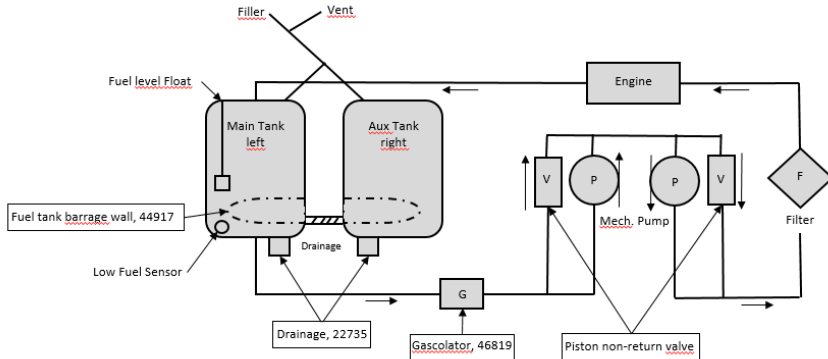 Filler
Vent
Fuel level Float
Engine
Main Tank
left
Aux Tank
right
V
P
P
V
F
Fuel tank barrage wall, 44917
Mech. Pump
Filter
Drainage
Low Fuel Sensor
G
Drainage, 22735
Gascolator, 46819
Piston non-return valve